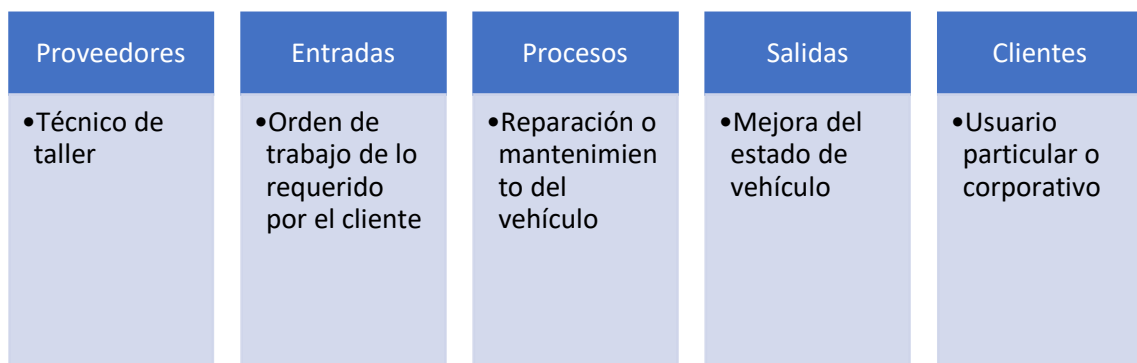 Proveedores
•Técnico de
taller
Entradas
•Orden de
trabajo de lo
requerido
por el cliente
Procesos
•Reparación o
mantenimien
to del
vehículo
Salidas
•Mejora del
estado de
vehículo
Clientes
•Usuario
particular o
corporativo